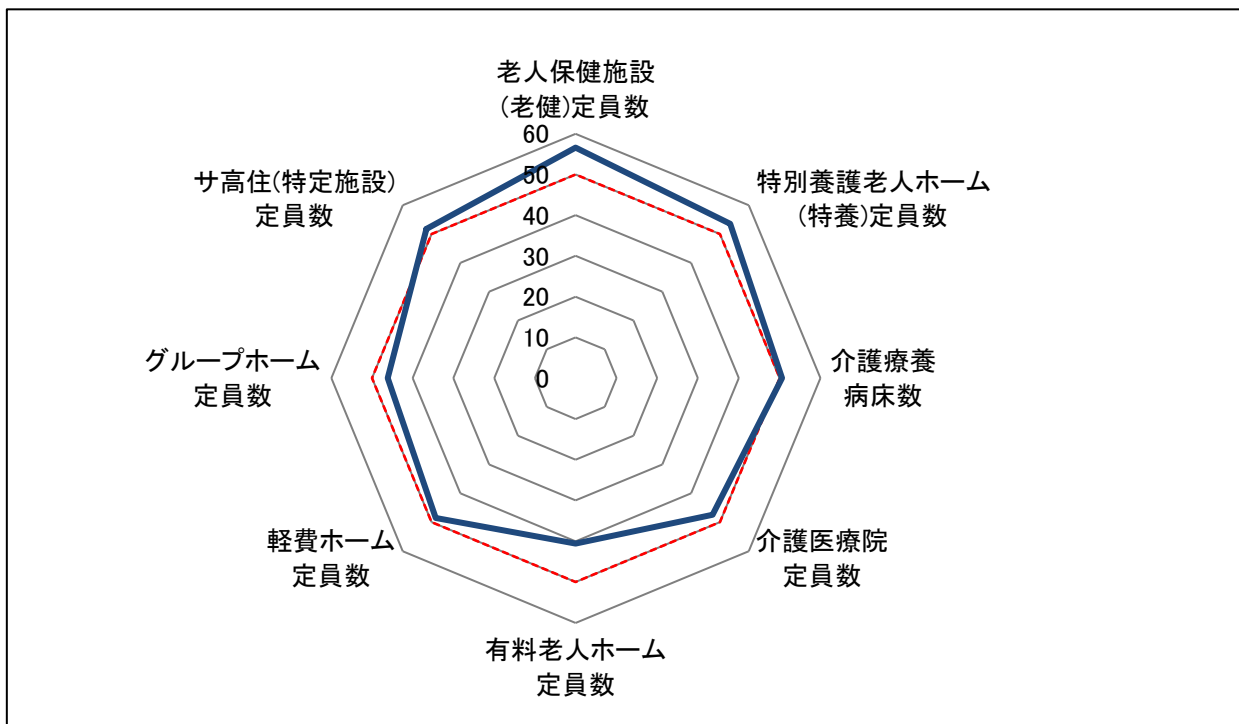 老人保健施設
(老健)定員数
特別養護老人ホーム
(特養)定員数
介護療養
病床数
介護医療院
定員数
有料老人ホーム
定員数
軽費ホーム
定員数
グループホーム
定員数
サ高住(特定施設)
定員数
60
50
40
30
20
10
0